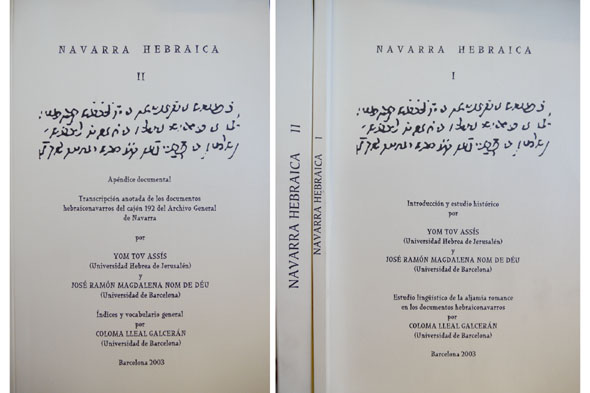 NAVARRA HEBRAICA
II
Apéndice documental
Transcripción anotada de los documentos
hebraiconavarros del cajón 192 del Archivo General
de Navarra
por
YOM TOV ASSÍS
(Universidad Hebrea de Jerusalén)
y
JOSÉ RAMÓN MAGDALENA NOM DE DÉU
(Universidad de Barcelona)
Índices y vocabulario general
por
COLOMA LLEAL GALCERÁN
(Universidad de Barcelona)
Barcelona 2003
NAVARRA HEBRAICA II
NAVARRA HEBRAICA I
NAVARRA HEBRAICA
I
Introducción y estudio histórico
por
YOM TOV ASSÍS
(Universidad Hebrea de Jerusalén)
y
JOSÉ RAMÓN MAGDALENA NOM DE DÉU
(Universidad de Barcelona)
Estudio lingüístico de la aljamía romance
en los documentos hebraiconavarros
por
COLOMA LLEAL GALCERÁN
(Universidad de Barcelona)
Barcelona 2003